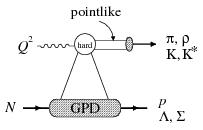 pointlike
Q²
hard
π, ρ
K, K*
N
GPD
p
Λ, Σ